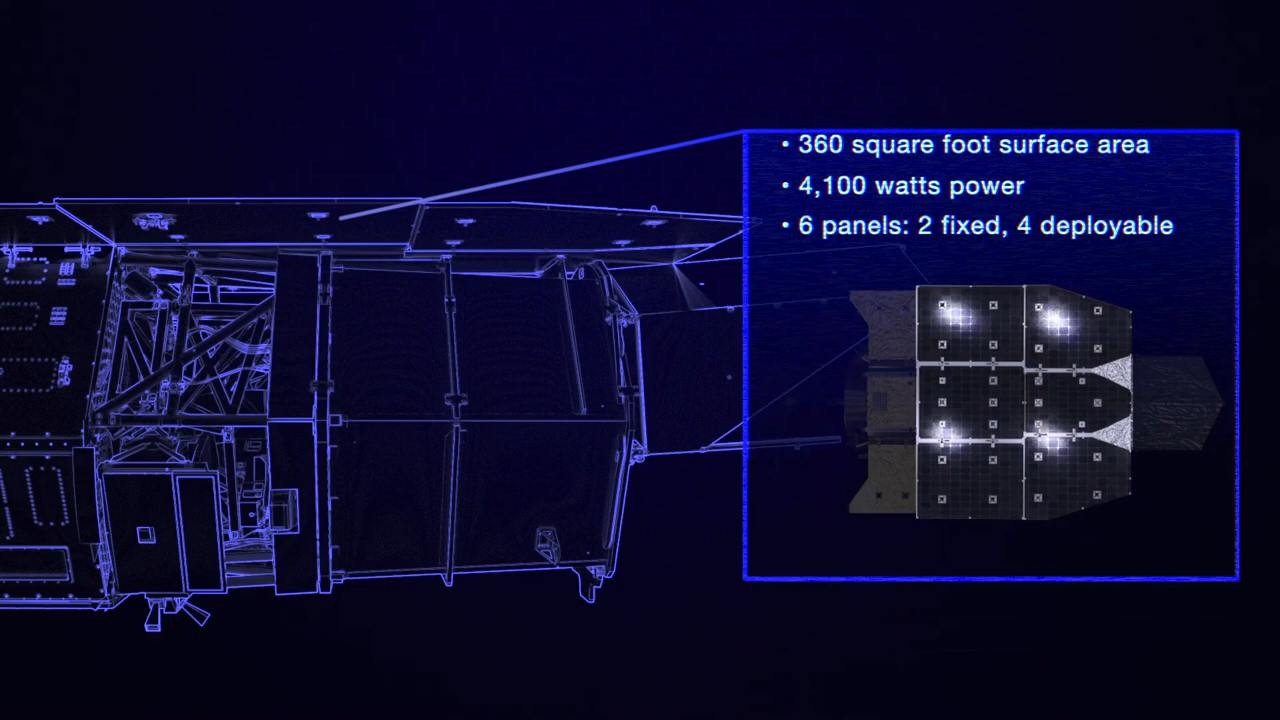 • 360 square foot surface area
• 4,100 watts power
• 6 panels: 2 fixed, 4 deployable